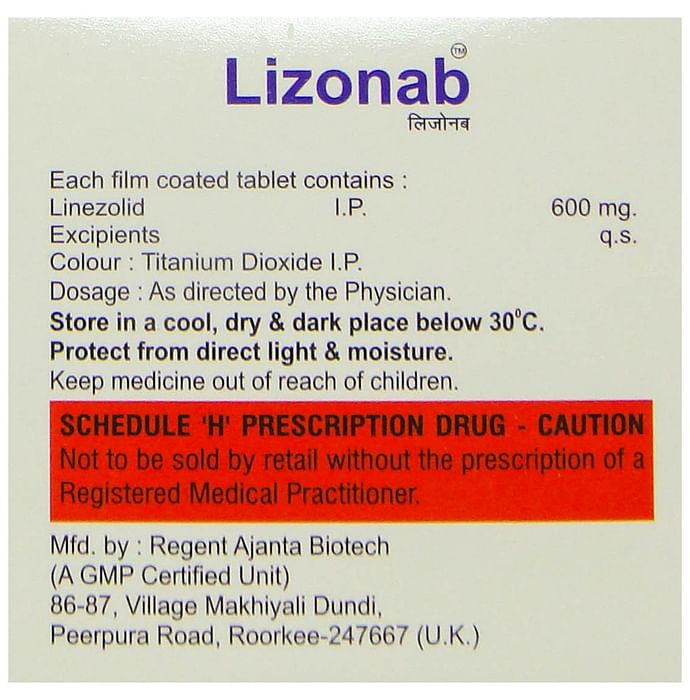 Lizonab™
लिजोनब
Each film coated tablet contains :
Linezolid I.P. 600 mg.
Excipients q.s.
Colour : Titanium Dioxide I.P.
Dosage : As directed by the Physician.
Store in a cool, dry & dark place below 30⁰C.
Protect from direct light & moisture.
Keep medicine out of reach of children.
SCHEDULE 'H' PRESCRIPTION DRUG - CAUTION
Not to be sold by retail without the prescription of a
Registered Medical Practitioner.
Mfd. by : Regent Ajanta Biotech
(A GMP Certified Unit)
86-87, Village Makhiyali Dundi,
Peerpura Road, Roorkee-247667 (U.K.)